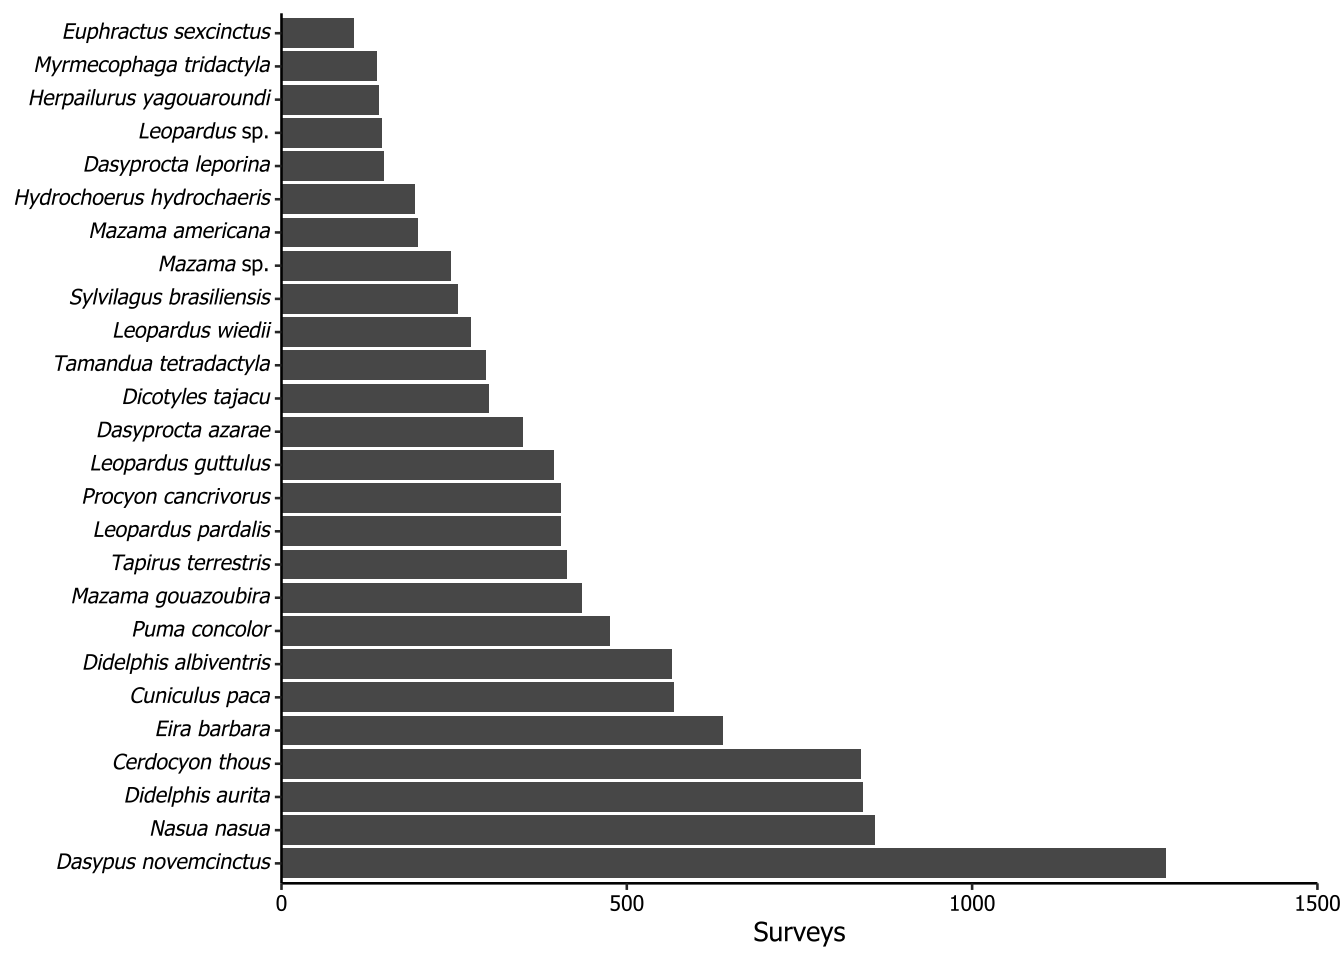 Euphractus sexcinctus
Myrmecophaga tridactyla
Herpailurus yagouaroundi
Leopardus sp.
Dasyprocta leporina
Hydrochoerus hydrochaeris
Mazama americana
Mazama sp.
Sylvilagus brasiliensis
Leopardus wiedii
Tamandua tetradactyla
Dicotyles tajacu
Dasyprocta azarae
Leopardus guttulus
Procyon cancrivorus
Leopardus pardalis
Tapirus terrestris
Mazama gouazoubira
Puma concolor
Didelphis albiventris
Cuniculus paca
Eira barbara
Cerdocyon thous
Didelphis aurita
Nasua nasua
Dasypus novemcinctus
0 500 1000 1500
Surveys